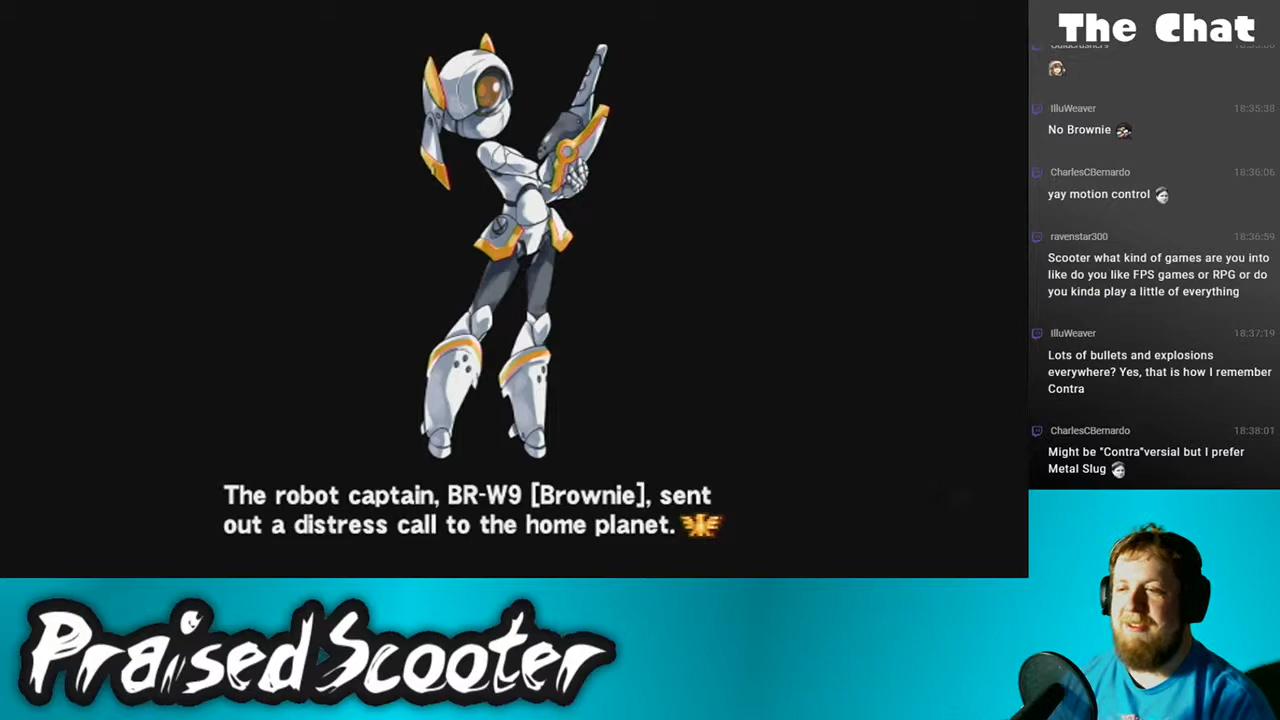 The Chat
18:35:38
IlluWeaver
No Brownie
CharlesCBernardo 18:36:06
yay motion control
ravenstar300 18:36:59
Scooter what kind of games are you into
like do you like FPS games or RPG or do
you kinda play a little of everything
IlluWeaver 18:37:19
Lots of bullets and explosions
everywhere? Yes, that is how I remember
Contra
CharlesCBernardo 18:38:01
Might be "Contra"versial but I prefer
Metal Slug
The robot captain, BR-W9 [Brownie], sent
out a distress call to the home planet.
PraisedScooter